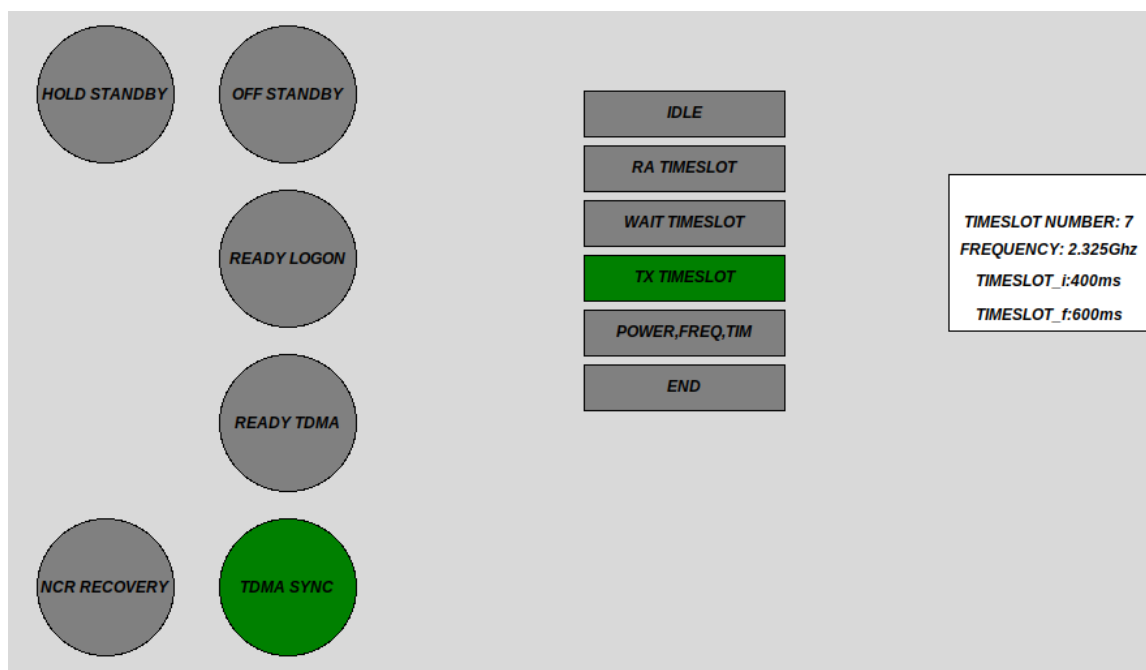 HOLD STANDBY
OFF STANDBY
READY LOGON
READY TDMA
NCR RECOVERY
TDMA SYNC
IDLE
RA TIMESLOT
WAIT TIMESLOT
TX TIMESLOT
POWER,FREQ,TIM
END
TIMESLOT NUMBER: 7
FREQUENCY: 2.325Ghz
TIMESLOT_i:400ms
TIMESLOT_f:600ms